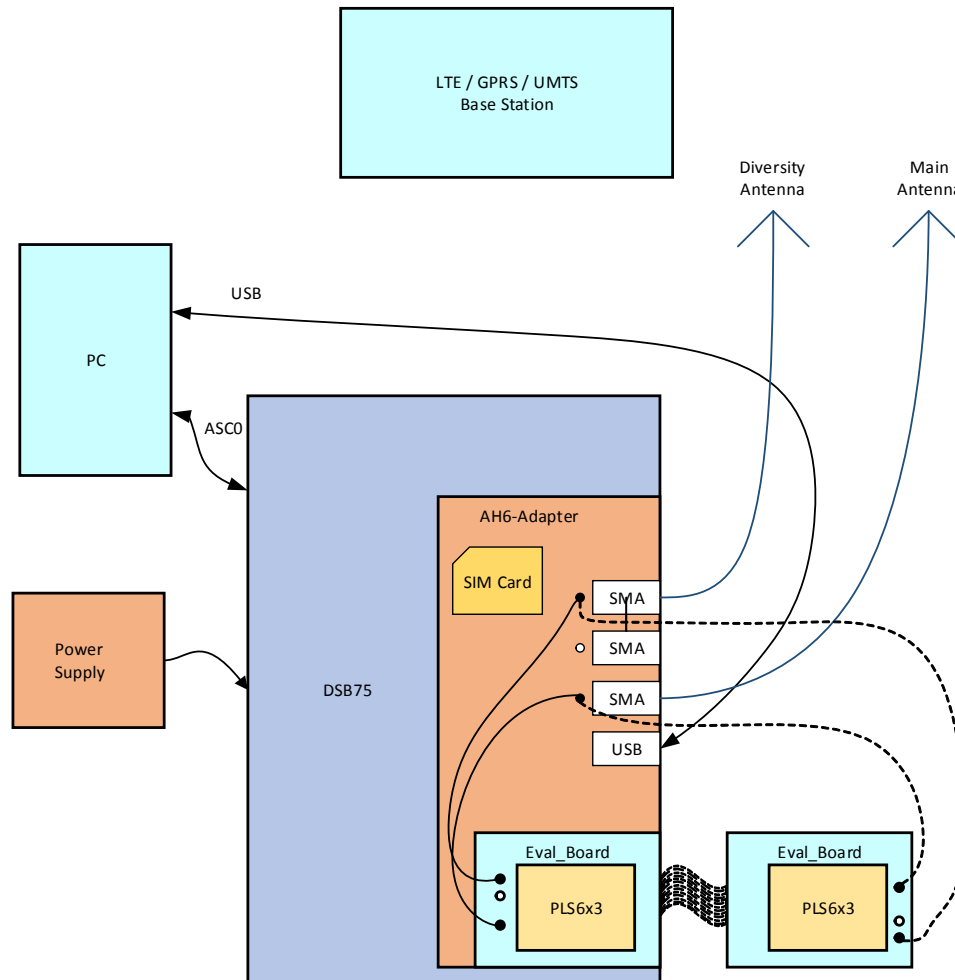 LTE / GPRS / UMTS
Base Station
Diversity
Antenna
Main
Antenna
USB
PC
ASC0
AH6-Adapter
SIM Card
SMA
SMA
SMA
USB
Power
Supply
DSB75
Eval_Board
PLS6x3
Eval_Board
PLS6x3